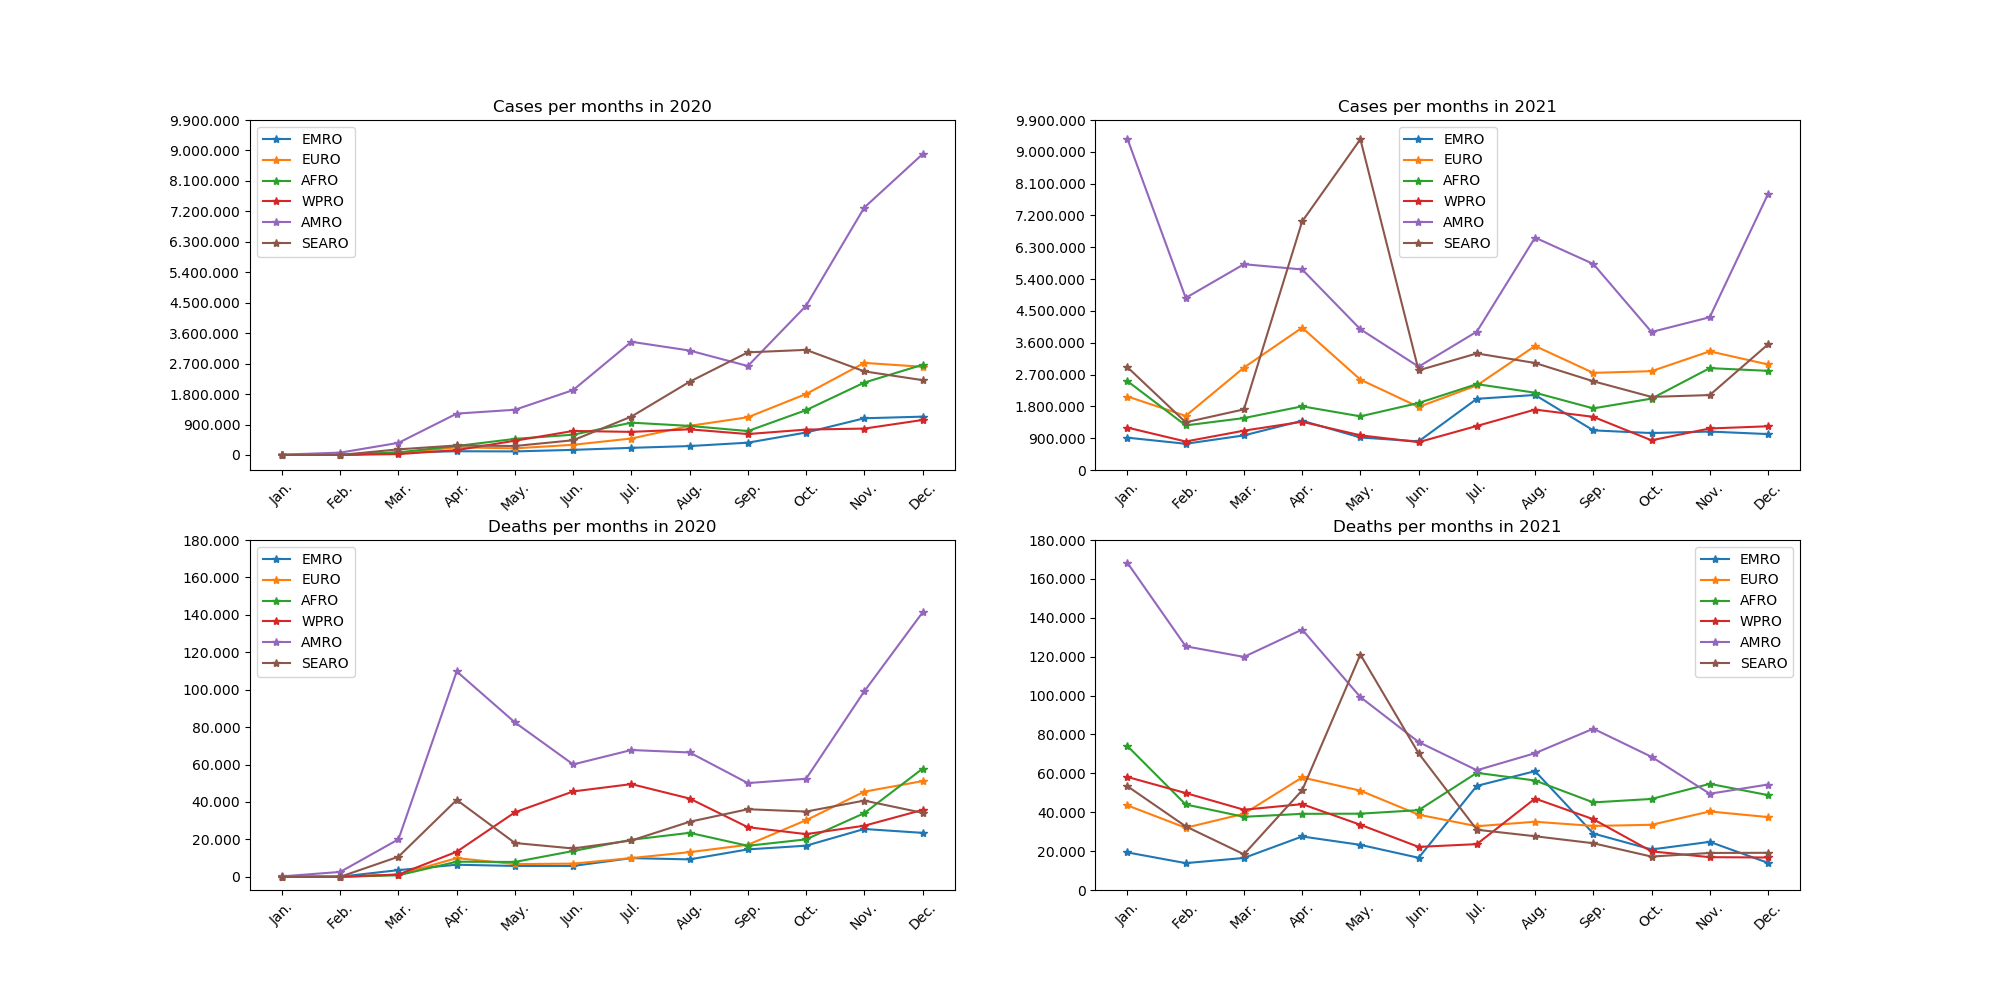 Cases per months in 2020
9.900.000
9.000.000
8.100.000
7.200.000
6.300.000
5.400.000
4.500.000
3.600.000
2.700.000
1.800.000
900.000
0
EMRO
EURO
AFRO
WPRO
AMRO
SEARO
Jan.
Feb.
Mar.
Apr.
May.
Jun.
Jul.
Aug.
Sep.
Oct.
Nov.
Dec.
Cases per months in 2021
9.900.000
9.000.000
8.100.000
7.200.000
6.300.000
5.400.000
4.500.000
3.600.000
2.700.000
1.800.000
900.000
0
EMRO
EURO
AFRO
WPRO
AMRO
SEARO
Jan.
Feb.
Mar.
Apr.
May.
Jun.
Jul.
Aug.
Sep.
Oct.
Nov.
Dec.
Deaths per months in 2020
180.000
160.000
140.000
120.000
100.000
80.000
60.000
40.000
20.000
0
EMRO
EURO
AFRO
WPRO
AMRO
SEARO
Jan.
Feb.
Mar.
Apr.
May.
Jun.
Jul.
Aug.
Sep.
Oct.
Nov.
Dec.
Deaths per months in 2021
180.000
160.000
140.000
120.000
100.000
80.000
60.000
40.000
20.000
0
EMRO
EURO
AFRO
WPRO
AMRO
SEARO
Jan.
Feb.
Mar.
Apr.
May.
Jun.
Jul.
Aug.
Sep.
Oct.
Nov.
Dec.